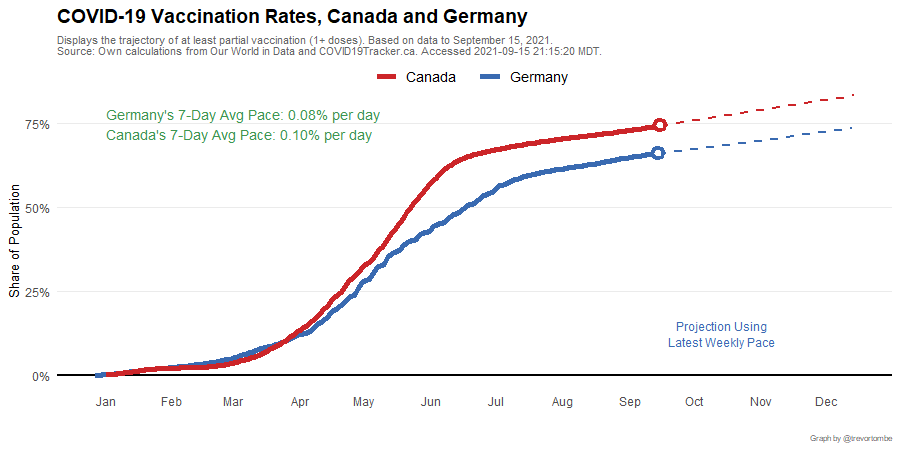 COVID-19 Vaccination Rates, Canada and Germany
Displays the trajectory of at least partial vaccination (1+ doses). Based on data to September 15, 2021.
Source: Own calculations from Our World in Data and COVID19Tracker.ca. Accessed 2021-09-15 21:15:20 MDT.
Canada Germany
Germany's 7-Day Avg Pace: 0.08% per day
Canada's 7-Day Avg Pace: 0.10% per day
Share of Population
75%
50%
25%
0%
Projection Using
Latest Weekly Pace
Jan Feb Mar Apr May Jun Jul Aug Sep Oct Nov Dec
Graph by @trevortombe